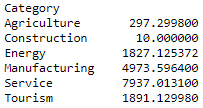 Category
Agriculture 297.299800
Construction 10.000000
Energy 1827.125372
Manufacturing 4973.596400
Service 7937.013100
Tourism 1891.129980